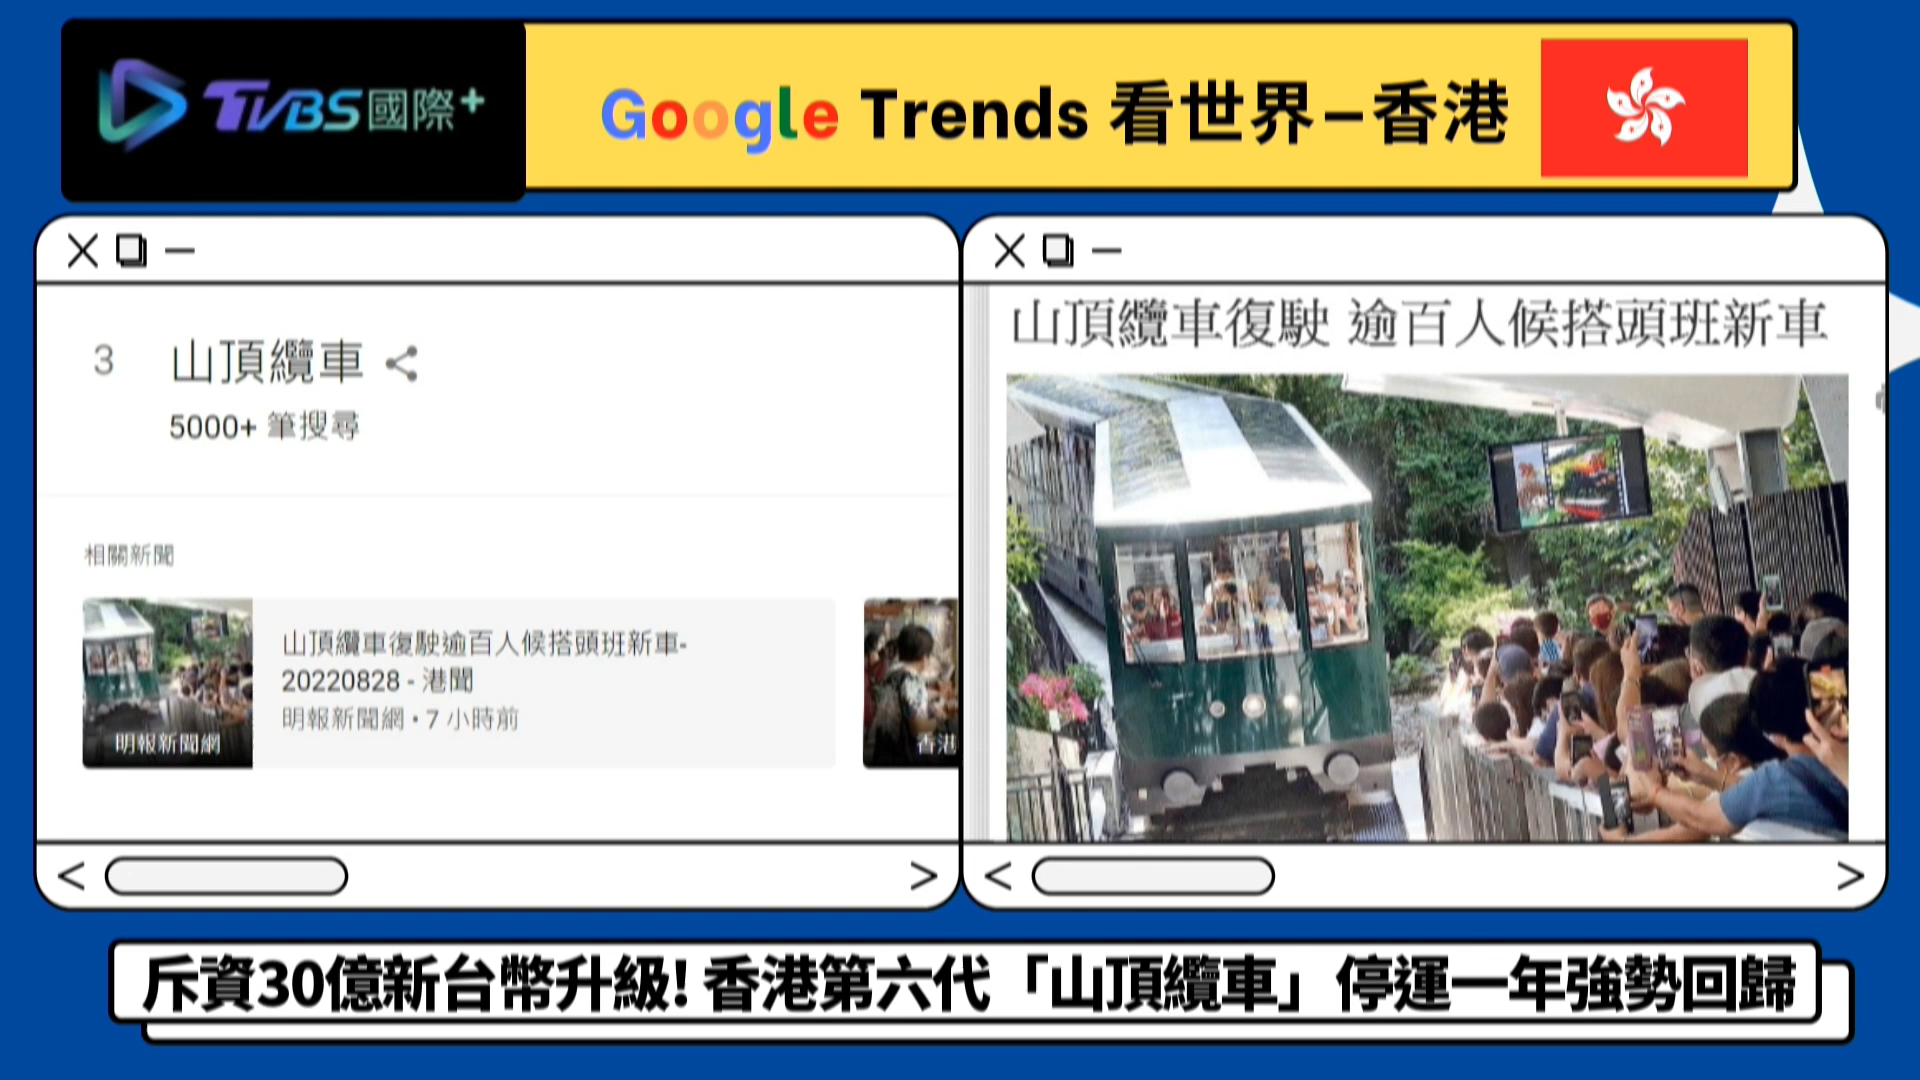 TVBS國際+
Google Trends 看世界–香港
3 山頂纜車
5000+ 筆搜尋
相關新聞
明報新聞網
山頂纜車復駛逾百人候搭頭班新車-
20220828 - 港聞
明報新聞網 • 7 小時前
香港
山頂纜車復駛 逾百人候搭頭班新車
斥資30億新台幣升級! 香港第六代「山頂纜車」停運一年強勢回歸